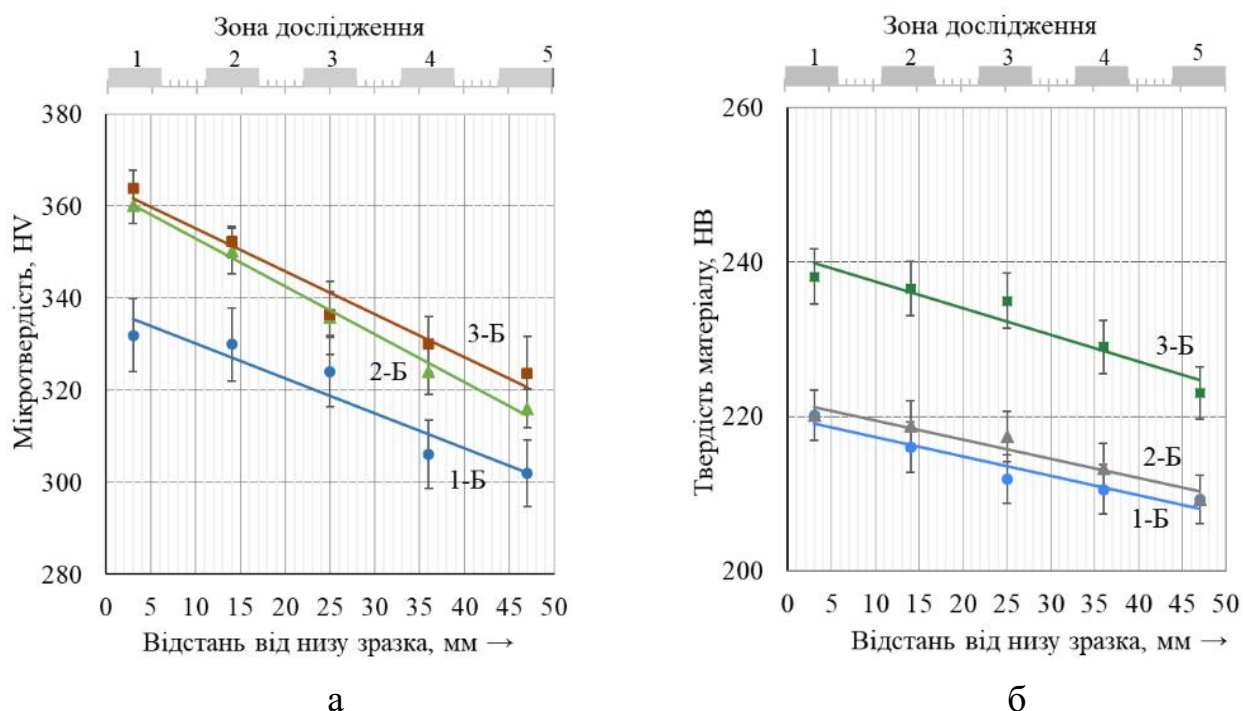 Зона дослідження
1 2 3 4 5
380
360
340
320
300
280
Мікротвердість, HV
3-Б
2-Б
1-Б
0 5 10 15 20 25 30 35 40 45 50
Відстань від низу зразка, мм →
а
Зона дослідження
1 2 3 4 5
260
240
220
200
Твердість матеріалу, НВ
3-Б
2-Б
1-Б
0 5 10 15 20 25 30 35 40 45 50
Відстань від низу зразка, мм →
б